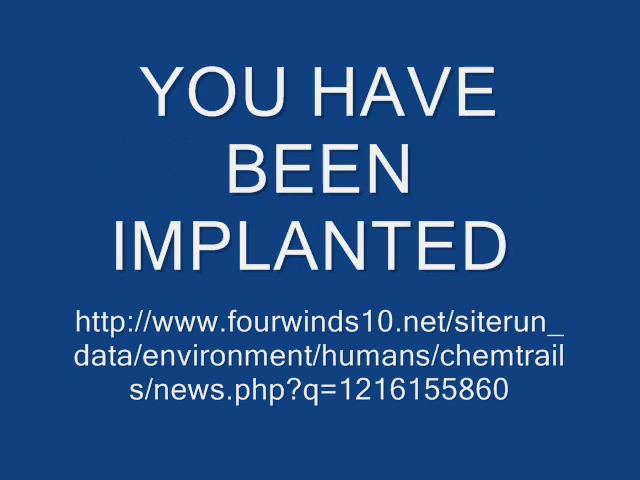 YOU HAVE
BEEN
IMPLANTED
http://www.fourwinds10.net/siterun_
data/environment/humans/chemtrail
s/news.php?q=1216155860